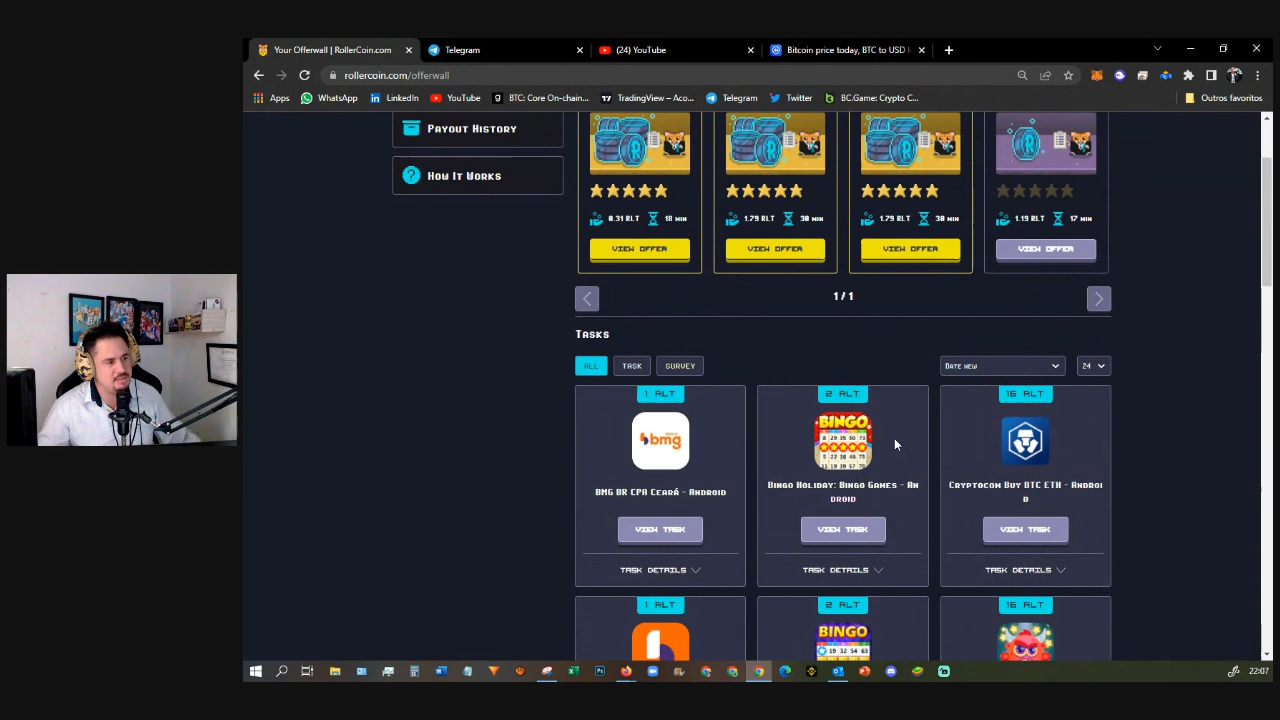 Your Offerwall | RollerCoin.com
Telegram
(24) YouTube
Bitcoin price today, BTC to USD l
rollercoin.com/offerwall
Apps
WhatsApp
LinkedIn
YouTube
BTC: Core On-chain...
TradingView – Aco...
Telegram
Twitter
BC.Game: Crypto C...
Outros favoritos
Payout History
How It Works
0.31 RLT 18 min
1.79 RLT 30 min
1.79 RLT 30 min
1.19 RLT 17 min
VIEW OFFER
VIEW OFFER
VIEW OFFER
VIEW OFFER
1 / 1
Tasks
ALL
TASK
SURVEY
Date new
24
1 RLT
2 RLT
16 RLT
bmg
BINGO
BMG BR CPA Ceará - Android
Bingo Holiday: Bingo Games - An
droid
Cryptocom Buy BTC ETH - Androi
d
VIEW TASK
VIEW TASK
VIEW TASK
TASK DETAILS
TASK DETAILS
TASK DETAILS
1 RLT
2 RLT
16 RLT
BINGO
22:07